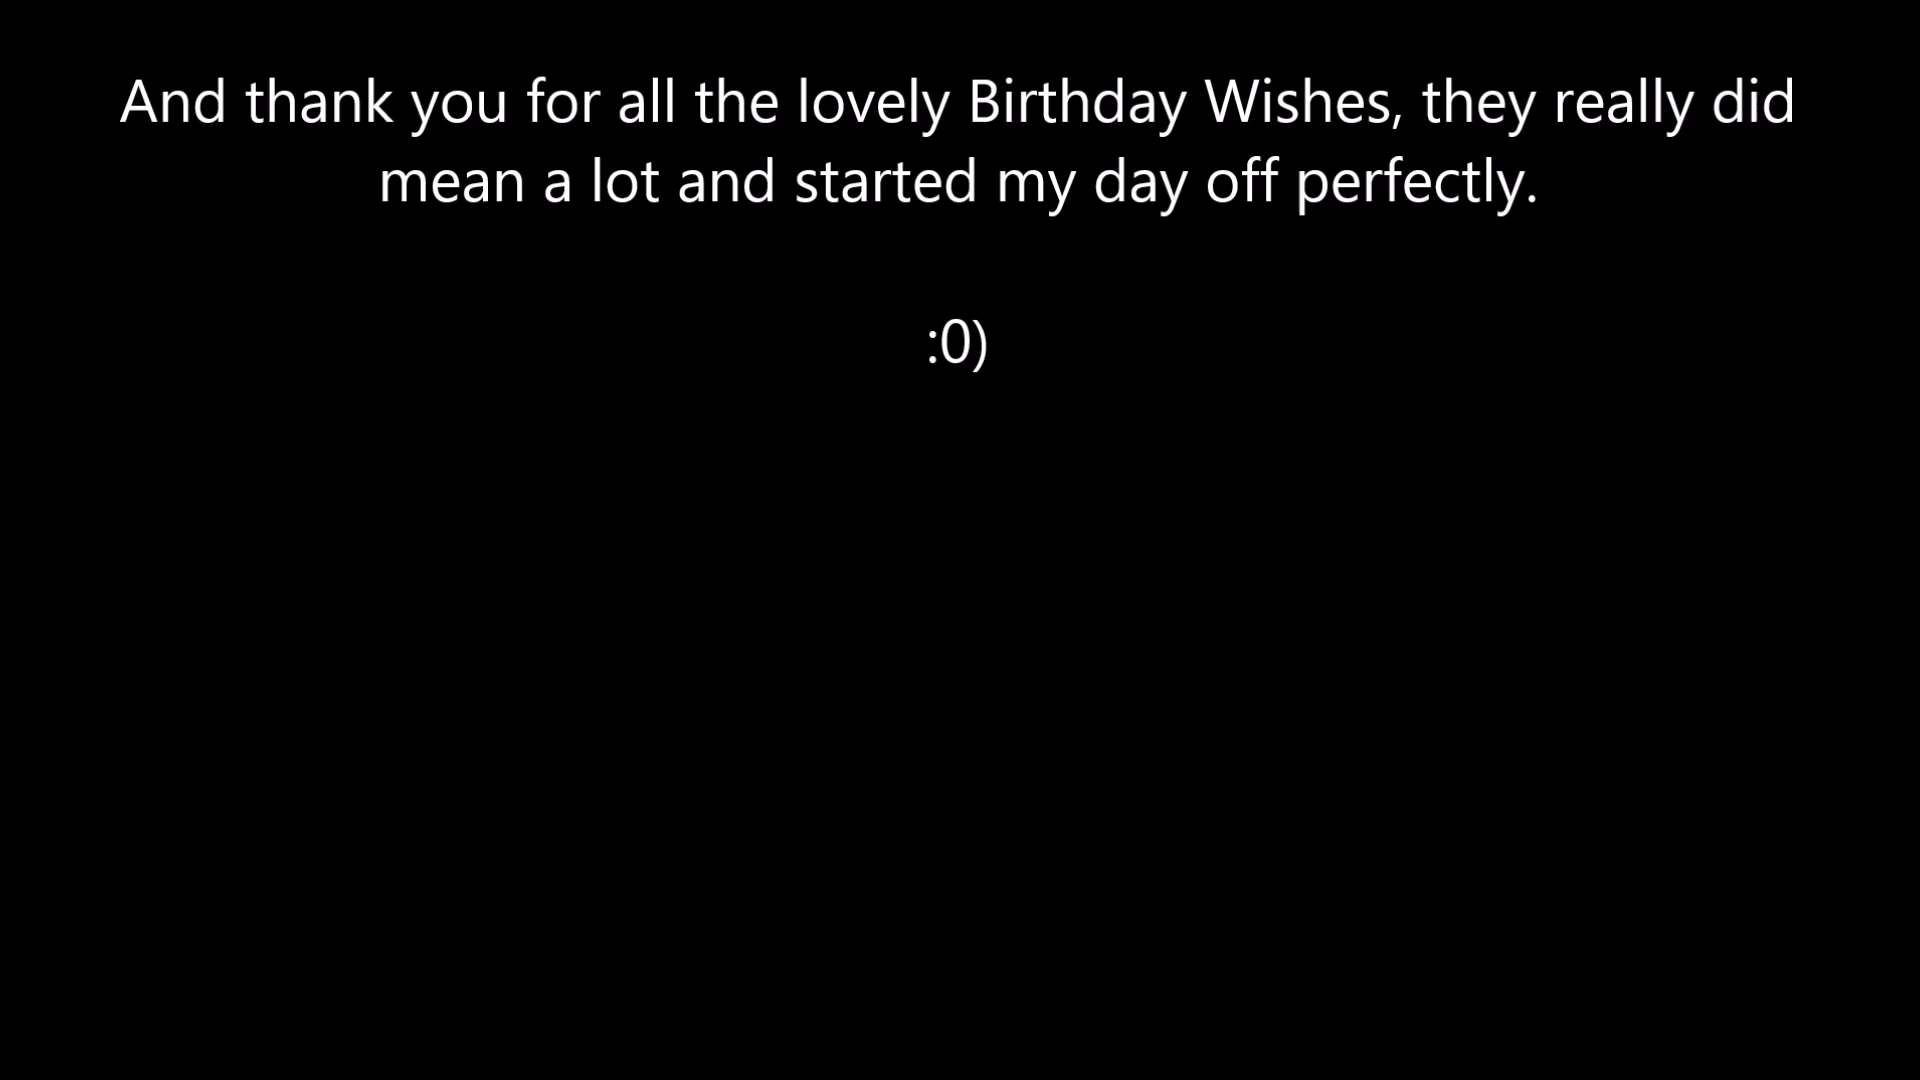 And thank you for all the lovely Birthday Wishes, they really did
mean a lot and started my day off perfectly.
:0)